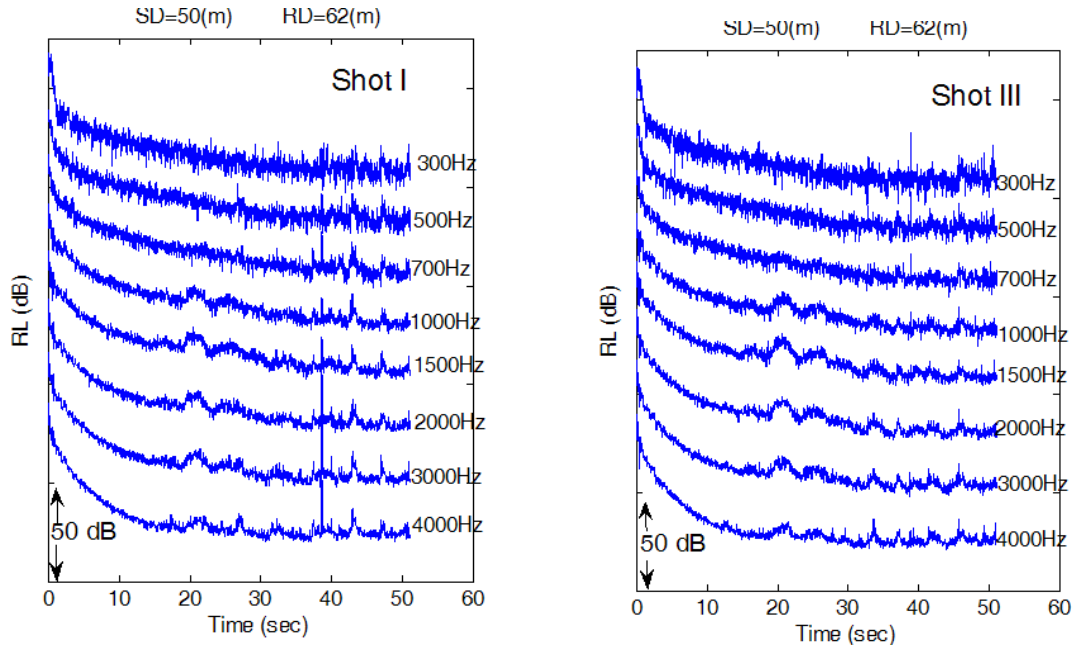 SD=50(m) RD=62(m)
Shot I
300Hz
500Hz
700Hz
1000Hz
1500Hz
2000Hz
3000Hz
4000Hz
50 dB
RL (dB)
0 10 20 30 40 50 60
Time (sec)
SD=50(m) RD=62(m)
Shot III
300Hz
500Hz
700Hz
1000Hz
1500Hz
2000Hz
3000Hz
4000Hz
50 dB
RL (dB)
0 10 20 30 40 50 60
Time (sec)